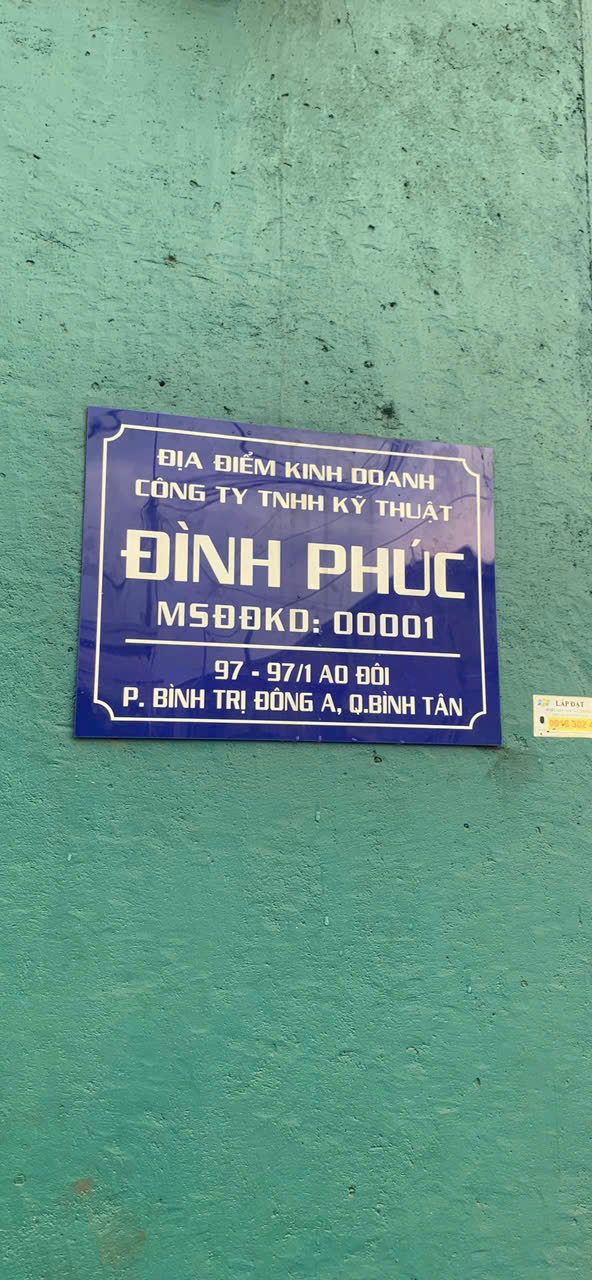 ĐỊA ĐIỂM KINH DOANH
CÔNG TY TNHH KỸ THUẬT
ĐÌNH PHÚC
MSĐĐKD: 00001
97 - 97/1 AO ĐÔI
P. BÌNH TRỊ ĐÔNG A, Q.BÌNH TÂN
LẮP ĐẶT